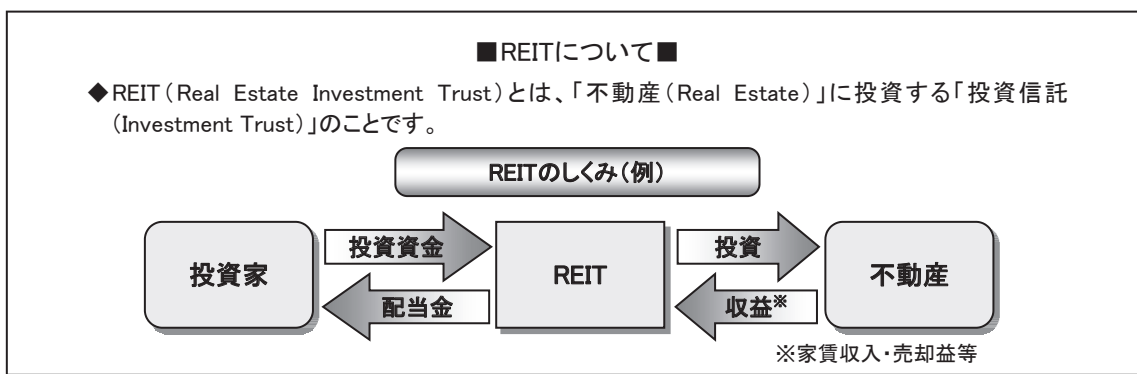 ■REITについて■
◆REIT（Real Estate Investment Trust）とは、「不動産（Real Estate）」に投資する「投資信託
（Investment Trust）」のことです。
REITのしくみ（例）
投資家
投資資金
配当金
REIT
投資
収益※
不動産
※家賃収入・売却益等